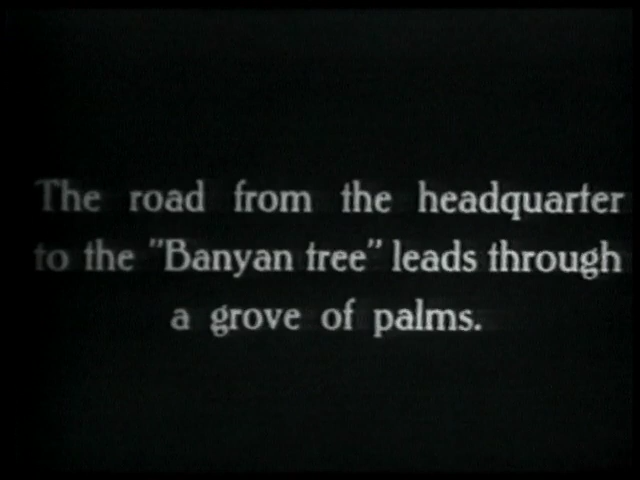 The road from the headquarter
to the "Banyan tree" leads through
a grove of palms.